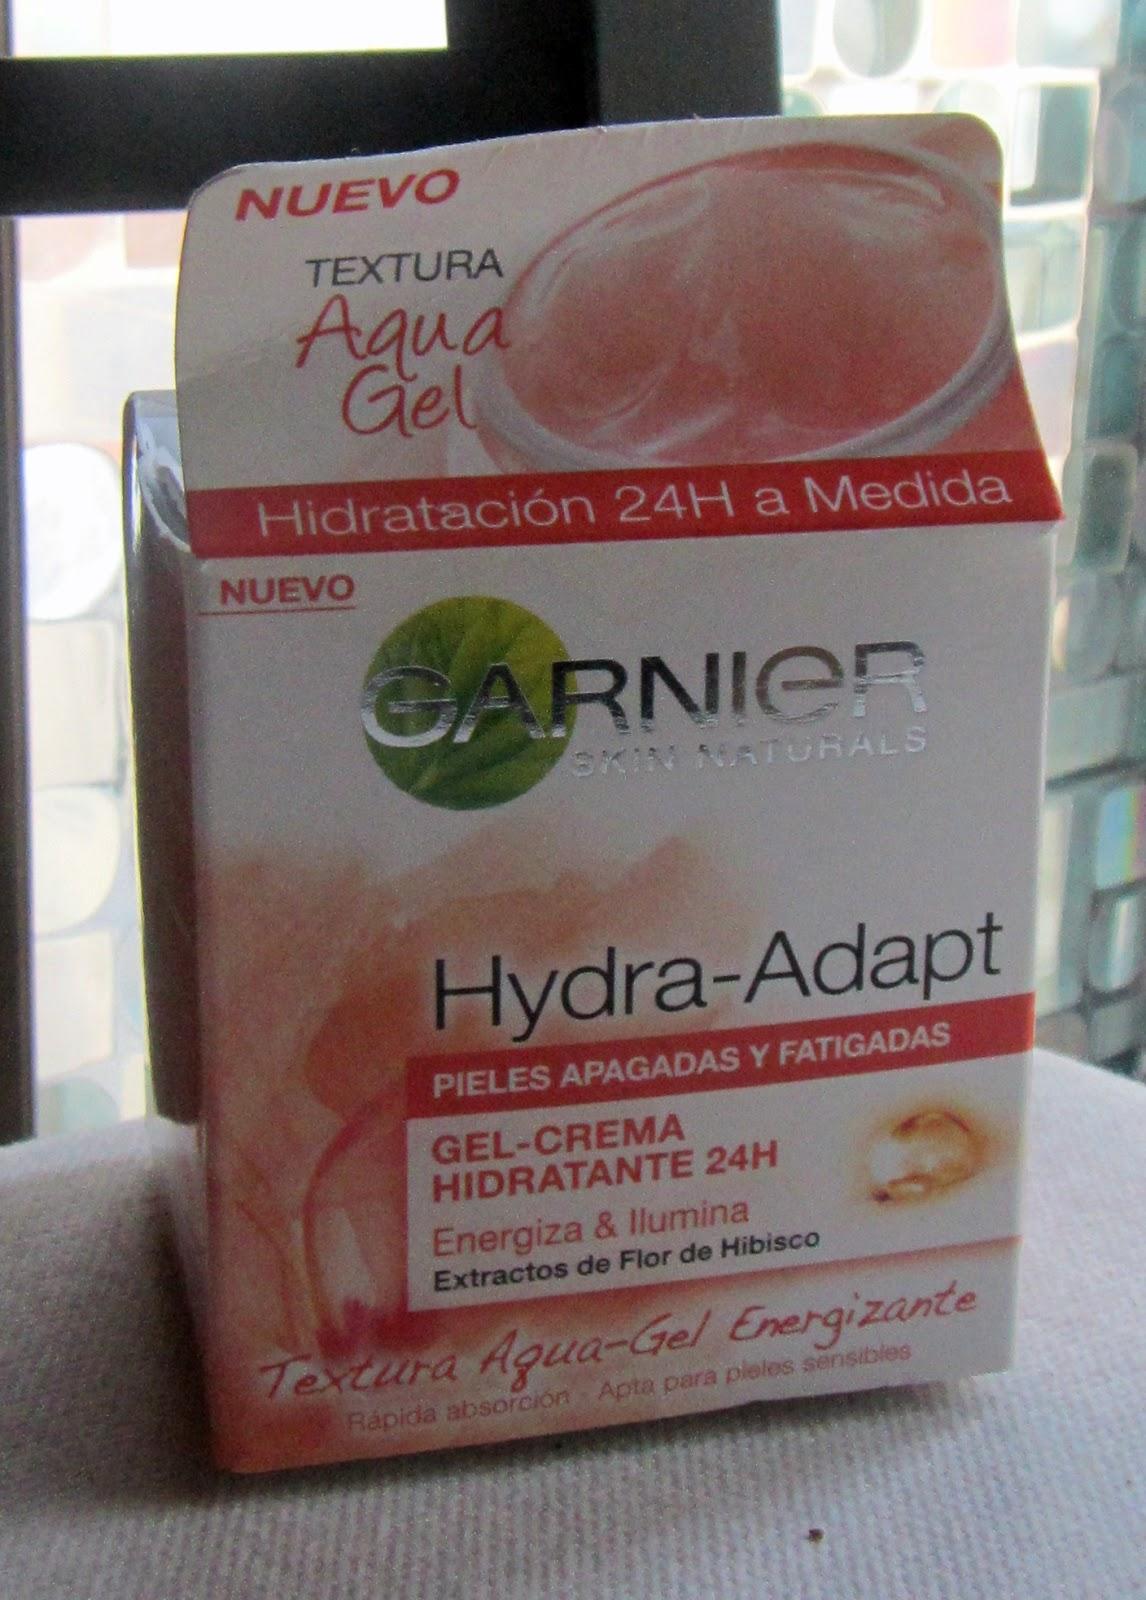 NUEVO
TEXTURA
Aqua
Gel
Hidratación 24H a Medida
NUEVO
GARNIER
SKIN NATURALS
Hydra-Adapt
PIELES APAGADAS Y FATIGADAS
GEL-CREMA
HIDRATANTE 24H
Energiza & Ilumina
Extractos de Flor de Hibisco
Textura Aqua-Gel Energizante
Rápida absorción Apta para pieles sensibles